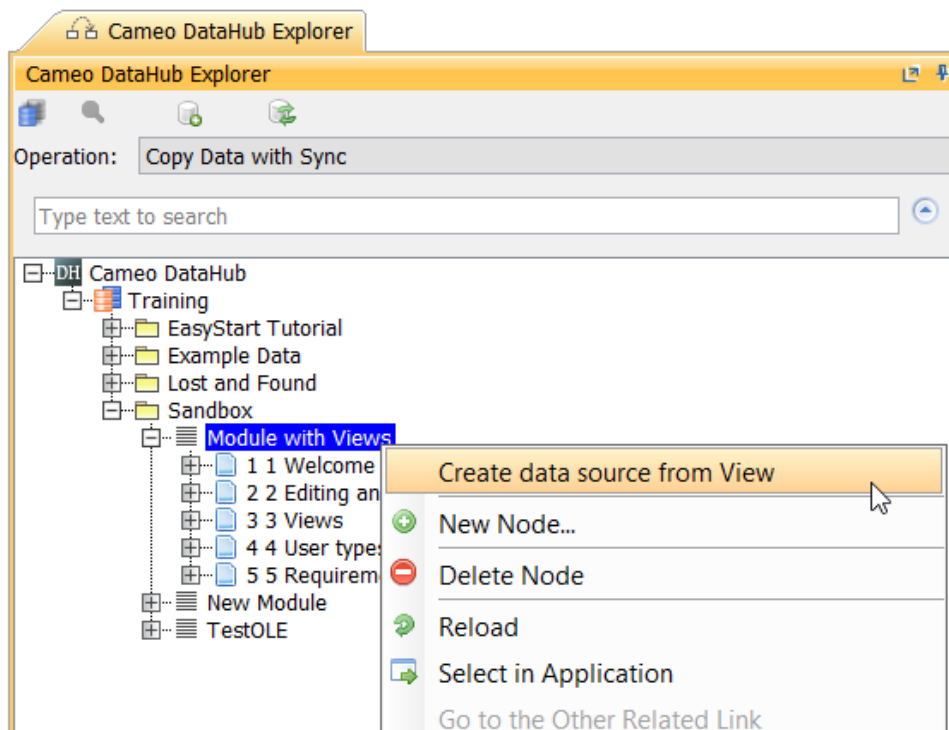 Cameo DataHub Explorer
Cameo DataHub Explorer
Operation: Copy Data with Sync
Type text to search
DH Cameo DataHub
Training
EasyStart Tutorial
Example Data
Lost and Found
Sandbox
Module with Views
1 1 Welcome
2 2 Editing an
3 3 Views
4 4 User types
5 5 Requirem
New Module
TestOLE
Create data source from View
New Node...
Delete Node
Reload
Select in Application
Go to the Other Related Link